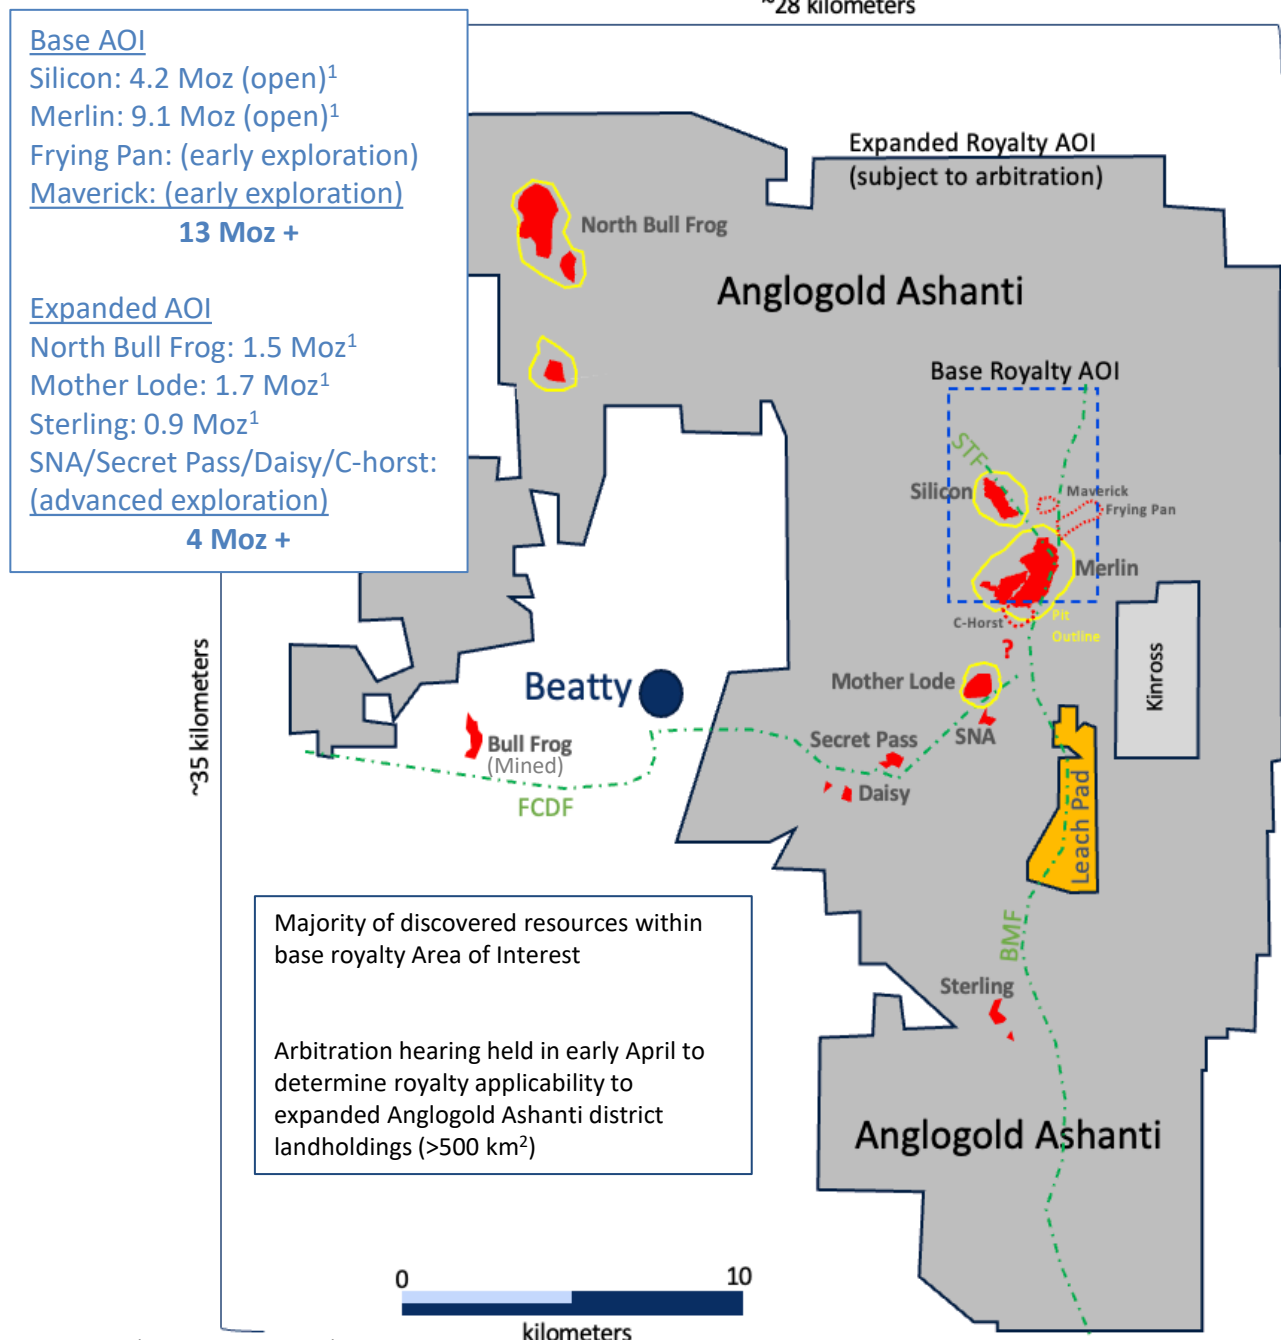 ~28 kilometers
Base AOI
Silicon: 4.2 Moz (open)1
Merlin: 9.1 Moz (open)1
Frying Pan: (early exploration)
Maverick: (early exploration)
13 Moz +
Expanded AOI
North Bull Frog: 1.5 Moz1
Mother Lode: 1.7 Moz1
Sterling: 0.9 Moz1
SNA/Secret Pass/Daisy/C-horst:
(advanced exploration)
4 Moz +
Expanded Royalty AOI
(subject to arbitration)
North Bull Frog
Anglogold Ashanti
Base Royalty AOI
STF
Silicon
Maverick
Frying Pan
Merlin
C-Horst
Pit
Outline
?
Kinross
Mother Lode
Beatty
SNA
Secret Pass
Bull Frog
(Mined)
Daisy
FCDF
~35 kilometers
Leach Pad
BMF
Sterling
Majority of discovered resources within
base royalty Area of Interest
Arbitration hearing held in early April to
determine royalty applicability to
expanded Anglogold Ashanti district
landholdings (>500 km2)
Anglogold Ashanti
0 10
kilometers